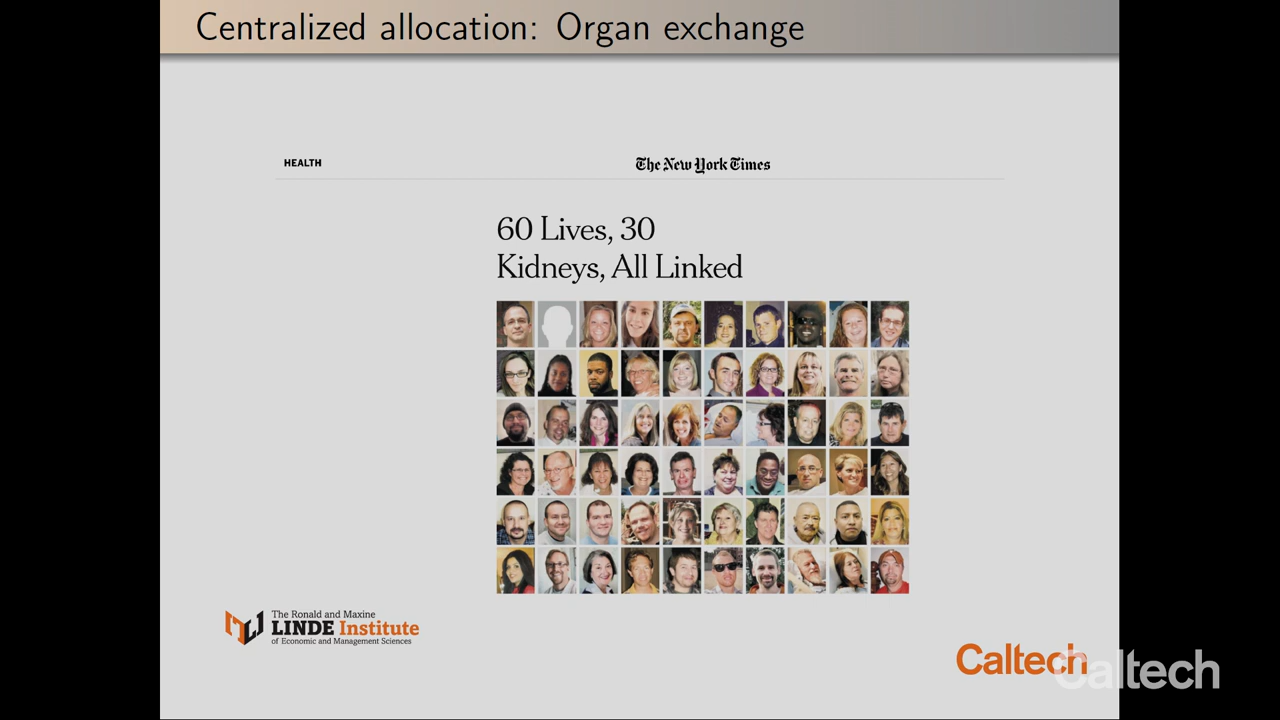 Centralized allocation: Organ exchange
HEALTH
The New York Times
60 Lives, 30
Kidneys, All Linked
The Ronald and Maxine
LINDE Institute
of Economic and Management Sciences
Caltech
Caltech